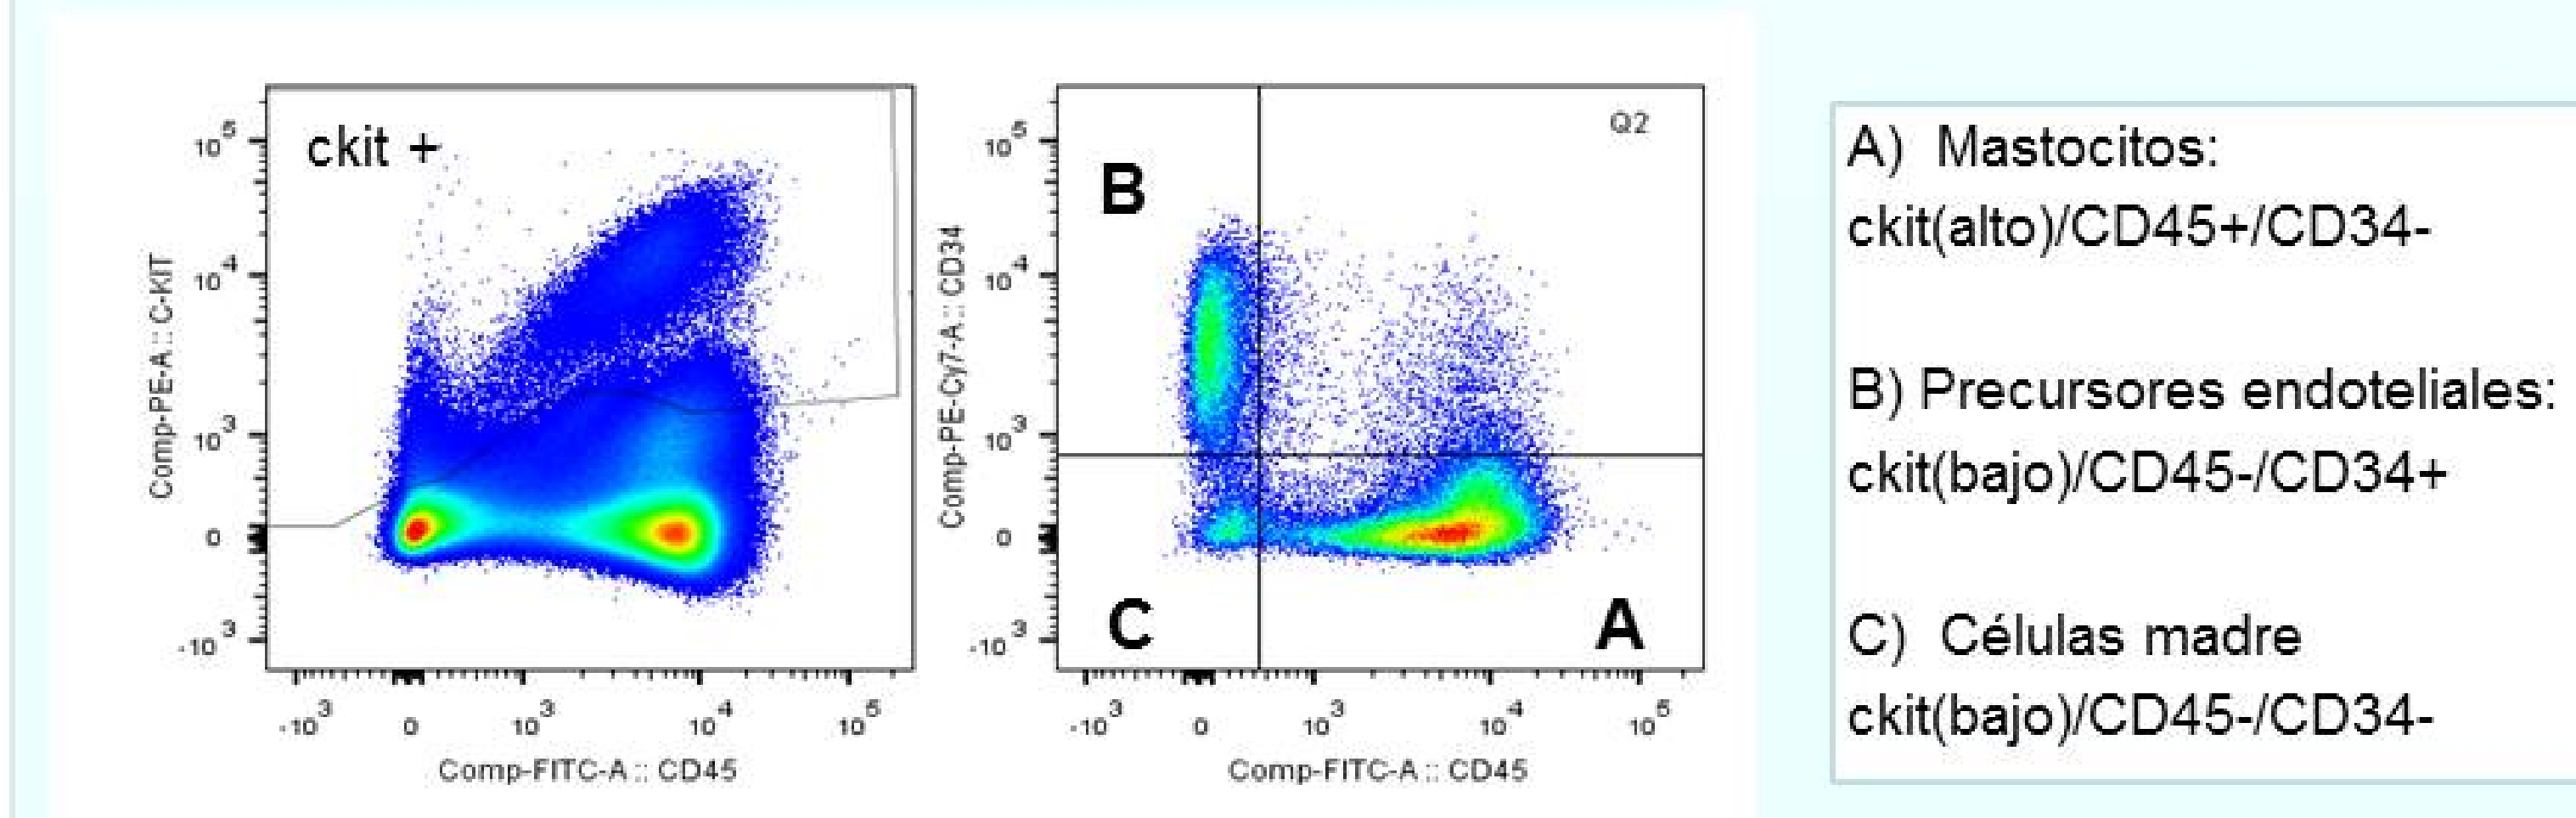 ckit +
10^5
10^4
10^3
0
-10^3
Comp-PE-A :: C-KIT
-10^3 0 10^3 10^4 10^5
Comp-FITC-A :: CD45
Q2
B
C
A
10^5
10^4
10^3
0
-10^3
Comp-PE-Cy7-A :: CD34
-10^3 0 10^3 10^4 10^5
Comp-FITC-A :: CD45
A) Mastocitos:
ckit(alto)/CD45+/CD34-
B) Precursores endoteliales:
ckit(bajo)/CD45-/CD34+
C) Células madre
ckit(bajo)/CD45-/CD34-